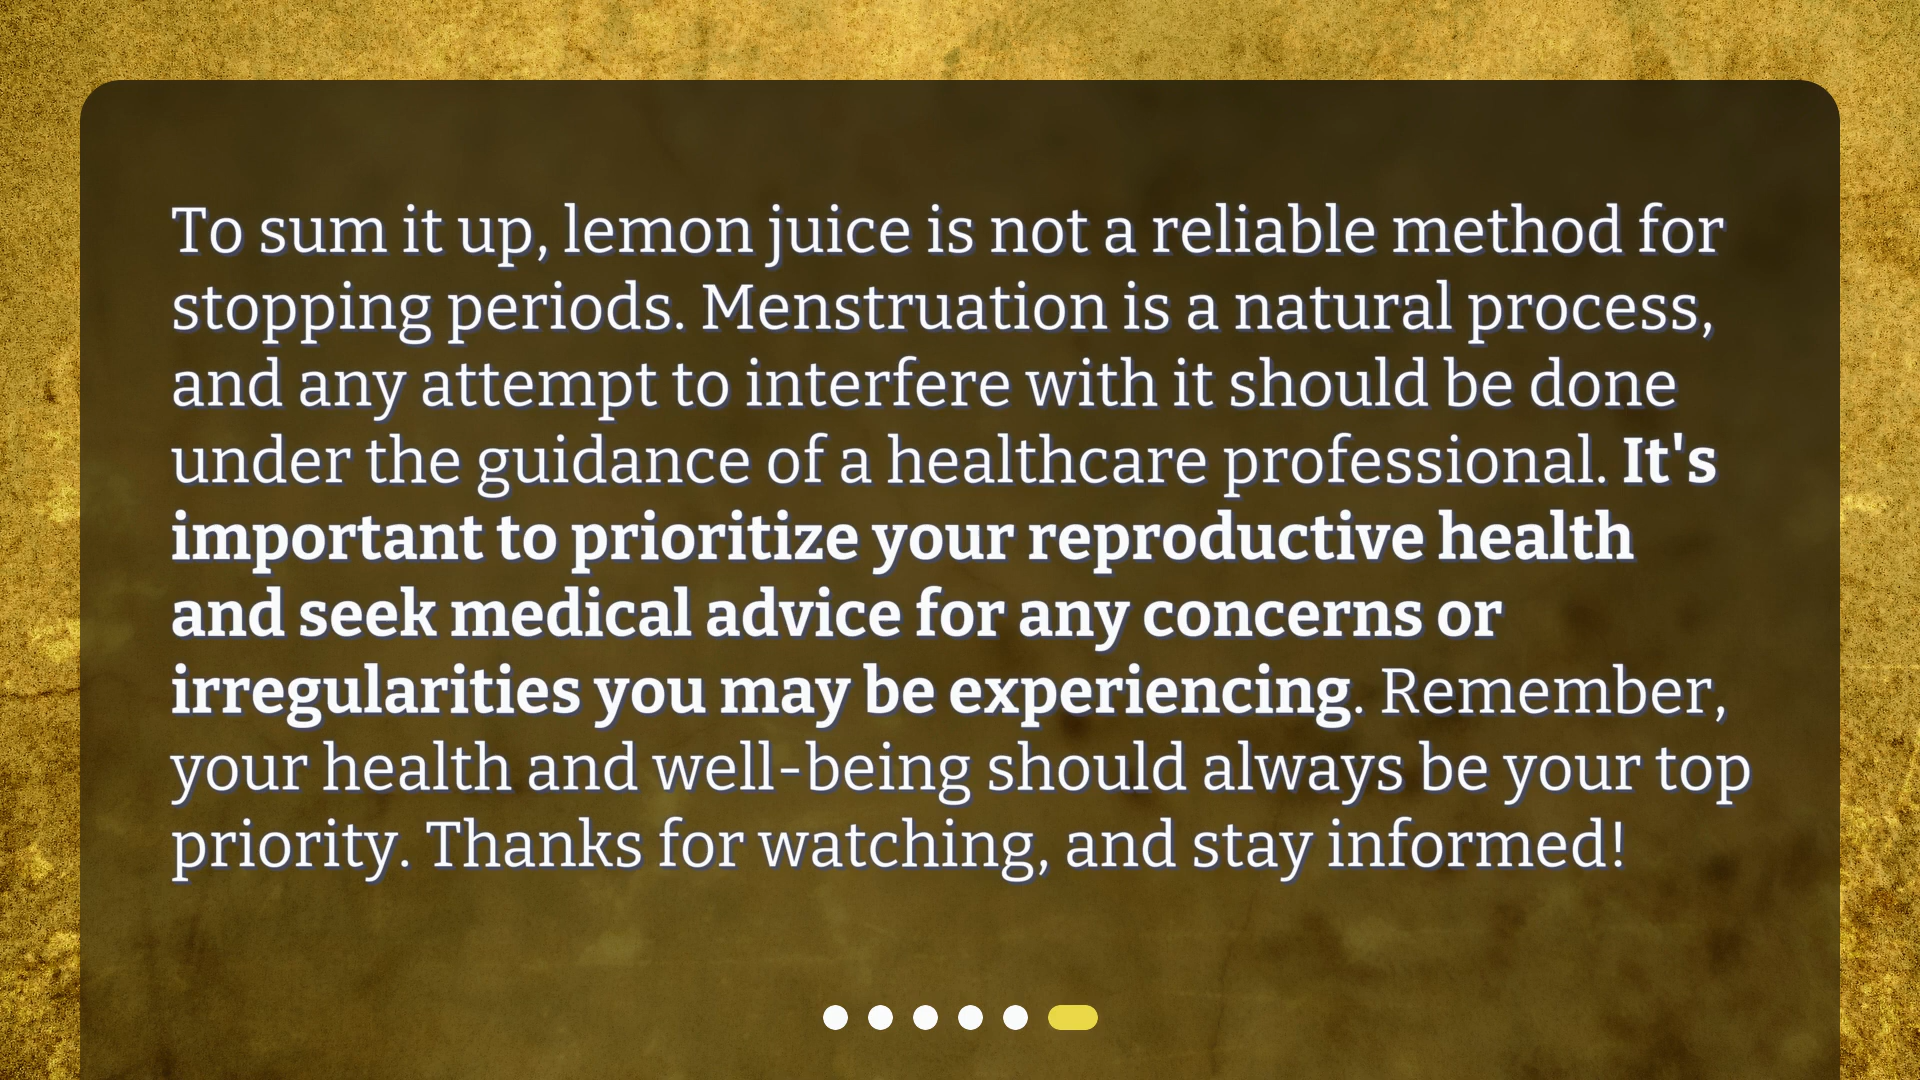 To sum it up, lemon juice is not a reliable method for
stopping periods. Menstruation is a natural process,
and any attempt to interfere with it should be done
under the guidance of a healthcare professional. It's
important to prioritize your reproductive health
and seek medical advice for any concerns or
irregularities you may be experiencing. Remember,
your health and well-being should always be your top
priority. Thanks for watching, and stay informed!